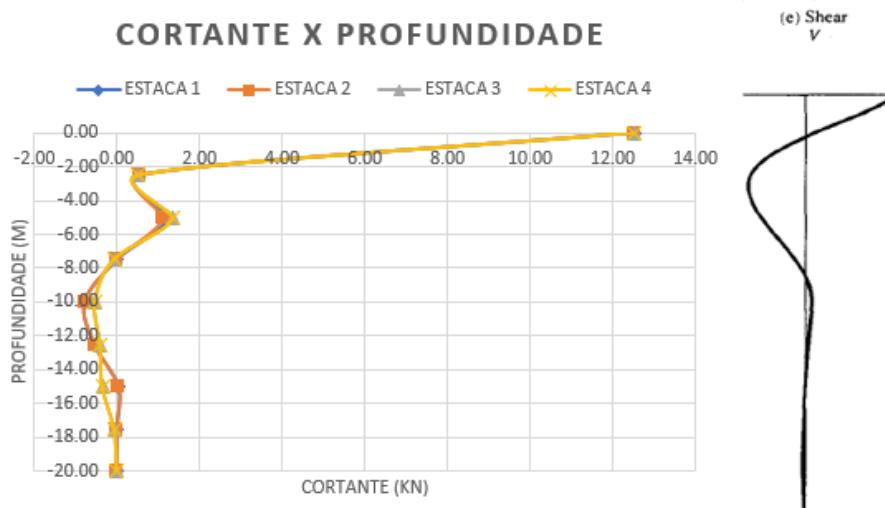 CORTANTE X PROFUNDIDADE
ESTACA 1 ESTACA 2 ESTACA 3 ESTACA 4
0.00
-2.00 0.00 2.00 4.00 6.00 8.00 10.00 12.00 14.00
-2.00
-4.00
-6.00
-8.00
-10.00
-12.00
-14.00
-16.00
-18.00
-20.00
PROFUNDIDADE (M)
CORTANTE (KN)
(e) Shear
V